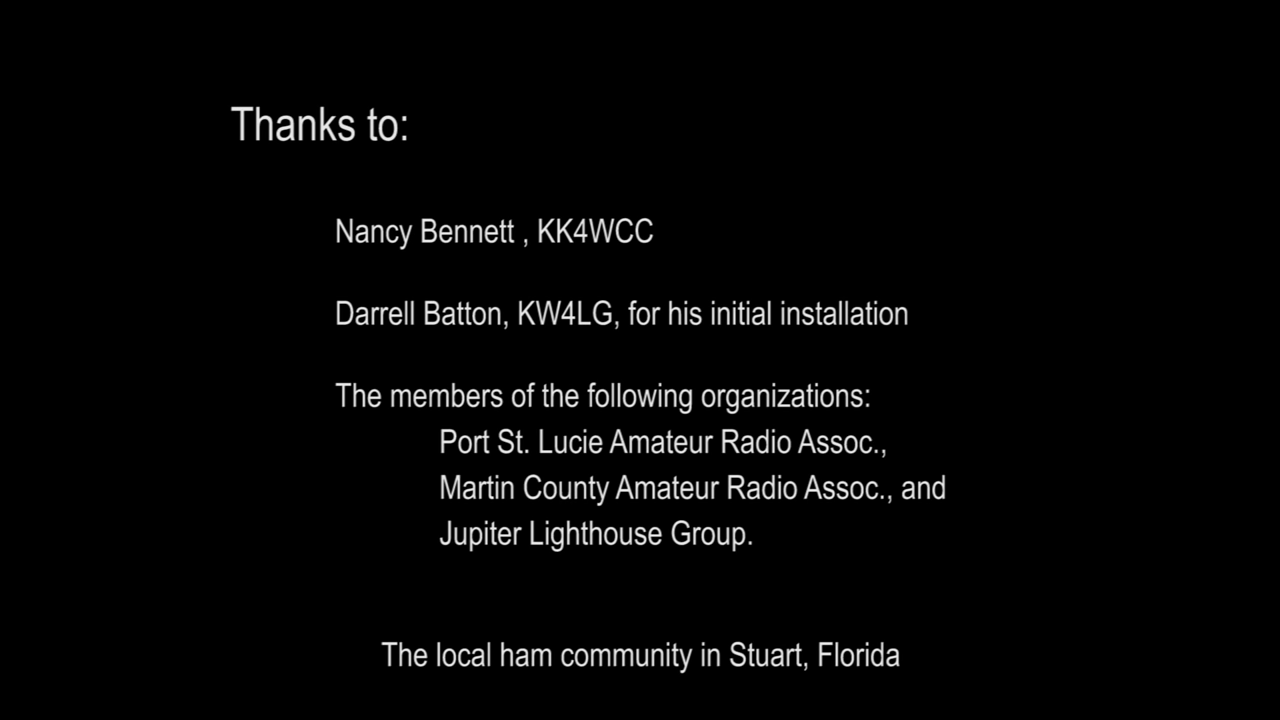 Thanks to:
Nancy Bennett , KK4WCC
Darrell Batton, KW4LG, for his initial installation
The members of the following organizations:
Port St. Lucie Amateur Radio Assoc.,
Martin County Amateur Radio Assoc., and
Jupiter Lighthouse Group.
The local ham community in Stuart, Florida